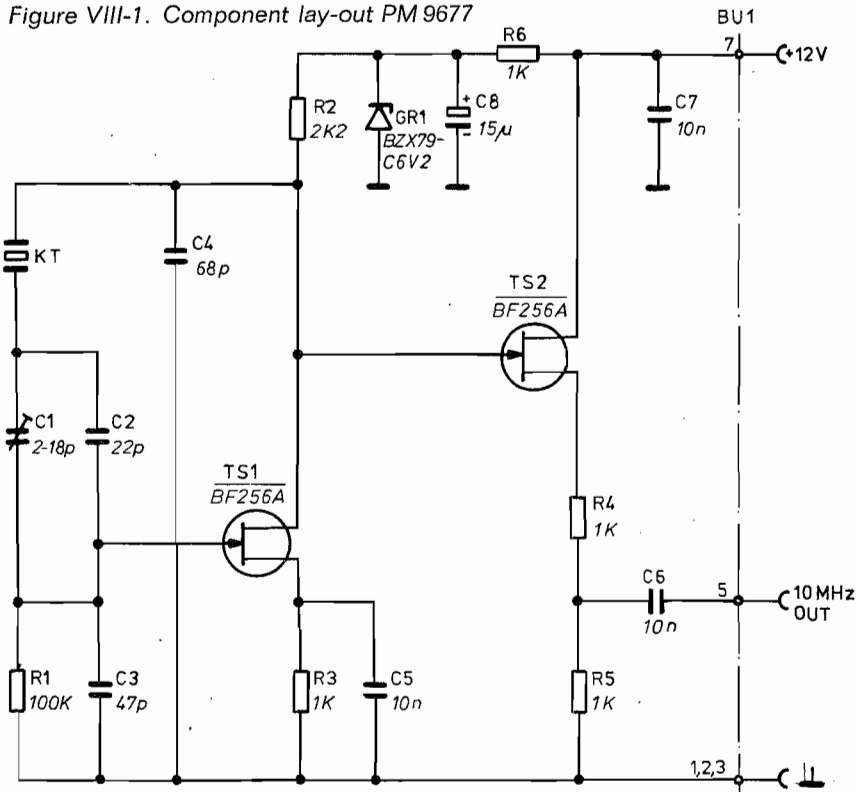 Figure VIII-1. Component lay-out PM 9677
BU1
R6
1K
7
+12V
R2
2K2
GR1
BZX79-
C6V2
+
C8
15µ
-
C7
10n
KT
C4
68p
TS2
BF256A
C1
2-18p
C2
22p
TS1
BF256A
R4
1K
C6
10n
5
10 MHz
OUT
R1
100K
C3
47p
R3
1K
C5
10n
R5
1K
1,2,3